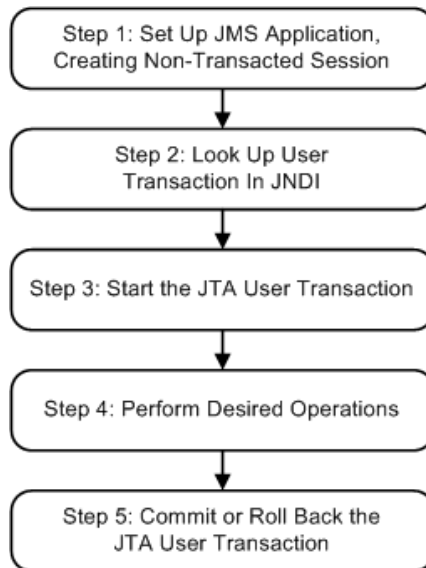 Step 1: Set Up JMS Application,
Creating Non-Transacted Session
Step 2: Look Up User
Transaction In JNDI
Step 3: Start the JTA User Transaction
Step 4: Perform Desired Operations
Step 5: Commit or Roll Back the
JTA User Transaction